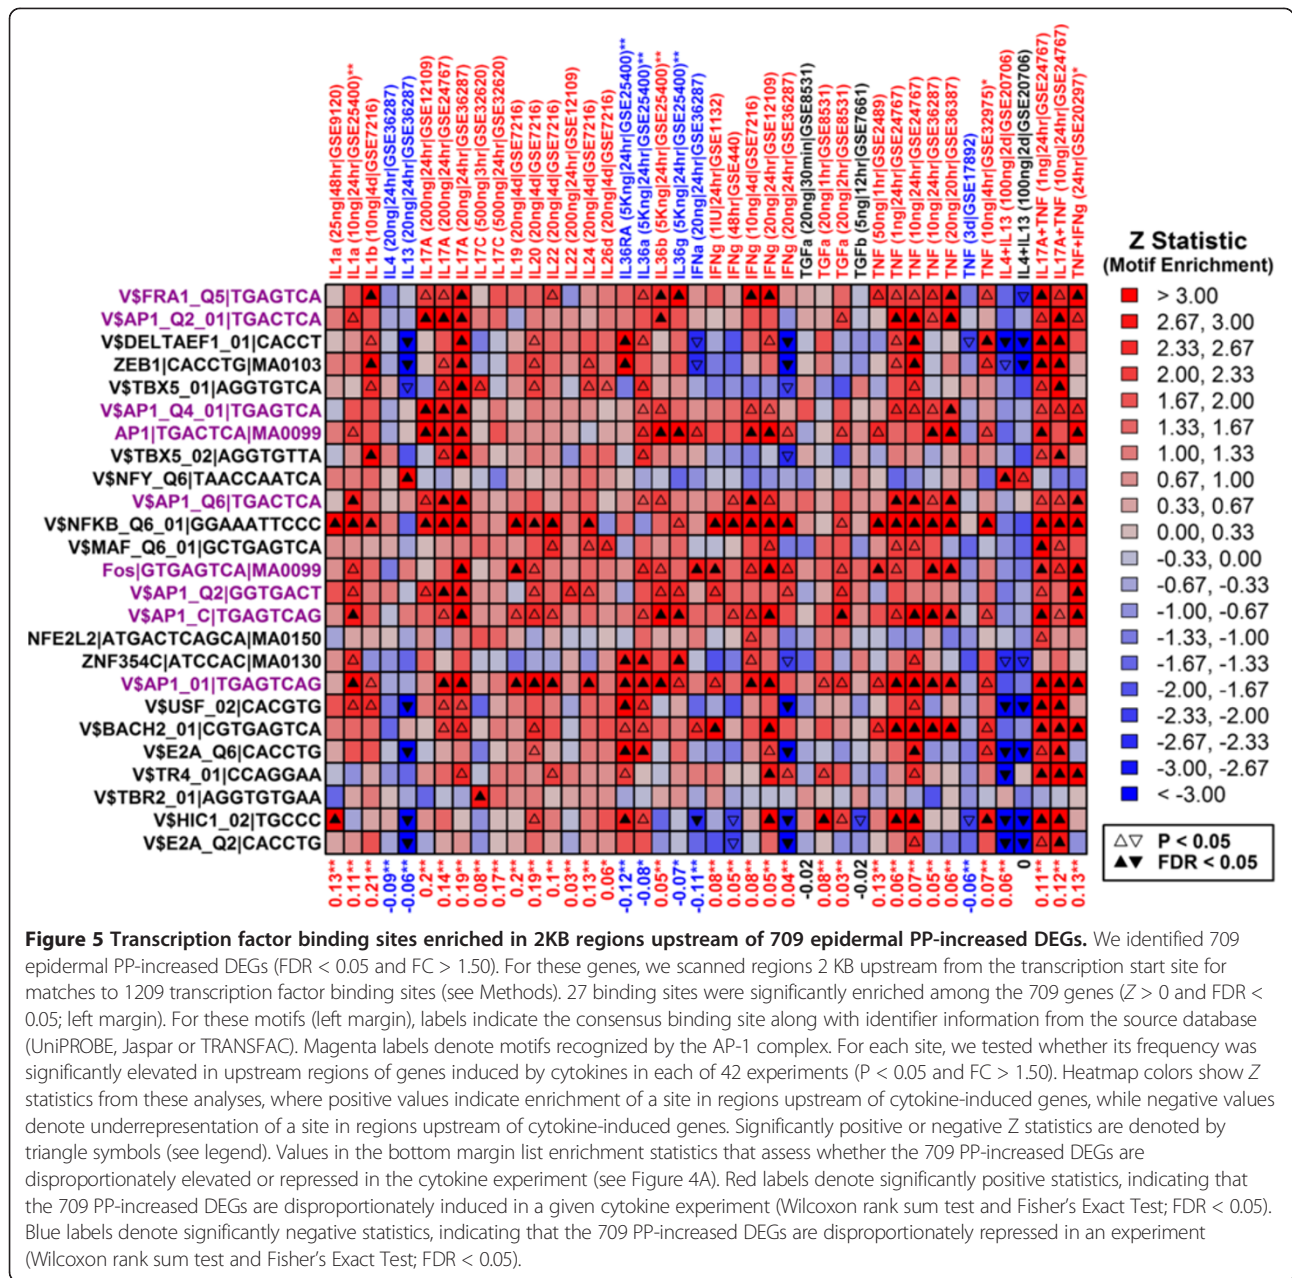 IL1a (25ng|48hr|GSE9120)
IL1a (10ng|24hr|GSE25400)**
IL1b (10ng|4d|GSE7216)
IL4 (20ng|24hr|GSE36287)
IL13 (20ng|24hr|GSE36287)
IL17A (200ng|24hr|GSE12109)
IL17A (200ng|24hr|GSE24767)
IL17A (20ng|24hr|GSE36287)
IL17C (500ng|3hr|GSE32620)
IL17C (500ng|24hr|GSE32620)
IL19 (20ng|4d|GSE7216)
IL20 (20ng|4d|GSE7216)
IL22 (20ng|4d|GSE7216)
IL22 (200ng|24hr|GSE12109)
IL24 (20ng|4d|GSE7216)
IL26d (20ng|4d|GSE7216)
IL36RA (5Kng|24hr|GSE25400)**
IL36a (5Kng|24hr|GSE25400)**
IL36b (5Kng|24hr|GSE25400)**
IL36g (5Kng|24hr|GSE25400)**
IFNa (20ng|24hr|GSE36287)
IFNg (1IU|24hr|GSE1132)
IFNg (48hr|GSE440)
IFNg (10ng|4d|GSE7216)
IFNg (20ng|24hr|GSE12109)
IFNg (20ng|24hr|GSE36287)
TGFa (20ng|30min|GSE8531)
TGFa (20ng|1hr|GSE8531)
TGFa (20ng|2hr|GSE8531)
TGFb (5ng|12hr|GSE7661)
TNF (50ng|1hr|GSE2489)
TNF (1ng|24hr|GSE24767)
TNF (10ng|24hr|GSE24767)
TNF (10ng|24hr|GSE36287)
TNF (20ng|20hr|GSE36387)
TNF (3d|GSE17892)
TNF (10ng|4hr|GSE32975)*
IL4+IL13 (100ng|2d|GSE20706)
IL4+IL13 (100ng|2d|GSE20706)
IL17A+TNF (1ng|24hr|GSE24767)
IL17A+TNF (10ng|24hr|GSE24767)
TNF+IFNg (24hr|GSE20297)*
V$FRA1_Q5|TGAGTCA
V$AP1_Q2_01|TGACTCA
V$DELTAEF1_01|CACCT
ZEB1|CACCTG|MA0103
V$TBX5_01|AGGTGTCA
V$AP1_Q4_01|TGAGTCA
AP1|TGACTCA|MA0099
V$TBX5_02|AGGTGTTA
V$NFY_Q6|TAACCAATCA
V$AP1_Q6|TGACTCA
V$NFKB_Q6_01|GGAAATTCCC
V$MAF_Q6_01|GCTGAGTCA
Fos|GTGAGTCA|MA0099
V$AP1_Q2|GGTGACT
V$AP1_C|TGAGTCAG
NFE2L2|ATGACTCAGCA|MA0150
ZNF354C|ATCCAC|MA0130
V$AP1_01|TGAGTCAG
V$USF_02|CACGTG
V$BACH2_01|CGTGAGTCA
V$E2A_Q6|CACCTG
V$TR4_01|CCAGGAA
V$TBR2_01|AGGTGTGAA
V$HIC1_02|TGCCC
V$E2A_Q2|CACCTG
0.13**
0.11**
0.21**
-0.09**
-0.06**
0.2**
0.2**
0.19**
0.08**
0.17**
0.2**
0.19**
0.1**
0.03**
0.13**
0.06*
-0.12**
-0.08*
0.05**
-0.07*
-0.11**
0.08**
0.05**
0.08**
0.05**
0.04**
-0.02
0.09**
0.03**
-0.02
0.13**
0.06**
0.07**
0.05**
0.06**
-0.06**
0.07**
0.06**
0
0.11**
0.12**
0.13**
Z Statistic
(Motif Enrichment)
> 3.00
2.67, 3.00
2.33, 2.67
2.00, 2.33
1.67, 2.00
1.33, 1.67
1.00, 1.33
0.67, 1.00
0.33, 0.67
0.00, 0.33
-0.33, 0.00
-0.67, -0.33
-1.00, -0.67
-1.33, -1.00
-1.67, -1.33
-2.00, -1.67
-2.33, -2.00
-2.67, -2.33
-3.00, -2.67
< -3.00
△▽ P < 0.05
▲▼ FDR < 0.05
Figure 5 Transcription factor binding sites enriched in 2KB regions upstream of 709 epidermal PP-increased DEGs. We identified 709
epidermal PP-increased DEGs (FDR < 0.05 and FC > 1.50). For these genes, we scanned regions 2 KB upstream from the transcription start site for
matches to 1209 transcription factor binding sites (see Methods). 27 binding sites were significantly enriched among the 709 genes (Z > 0 and FDR <
0.05; left margin). For these motifs (left margin), labels indicate the consensus binding site along with identifier information from the source database
(UniPROBE, Jaspar or TRANSFAC). Magenta labels denote motifs recognized by the AP-1 complex. For each site, we tested whether its frequency was
significantly elevated in upstream regions of genes induced by cytokines in each of 42 experiments (P < 0.05 and FC > 1.50). Heatmap colors show Z
statistics from these analyses, where positive values indicate enrichment of a site in regions upstream of cytokine-induced genes, while negative values
denote underrepresentation of a site in regions upstream of cytokine-induced genes. Significantly positive or negative Z statistics are denoted by
triangle symbols (see legend). Values in the bottom margin list enrichment statistics that assess whether the 709 PP-increased DEGs are
disproportionately elevated or repressed in the cytokine experiment (see Figure 4A). Red labels denote significantly positive statistics, indicating that
the 709 PP-increased DEGs are disproportionately induced in a given cytokine experiment (Wilcoxon rank sum test and Fisher's Exact Test; FDR < 0.05).
Blue labels denote significantly negative statistics, indicating that the 709 PP-increased DEGs are disproportionately repressed in an experiment
(Wilcoxon rank sum test and Fisher's Exact Test; FDR < 0.05).